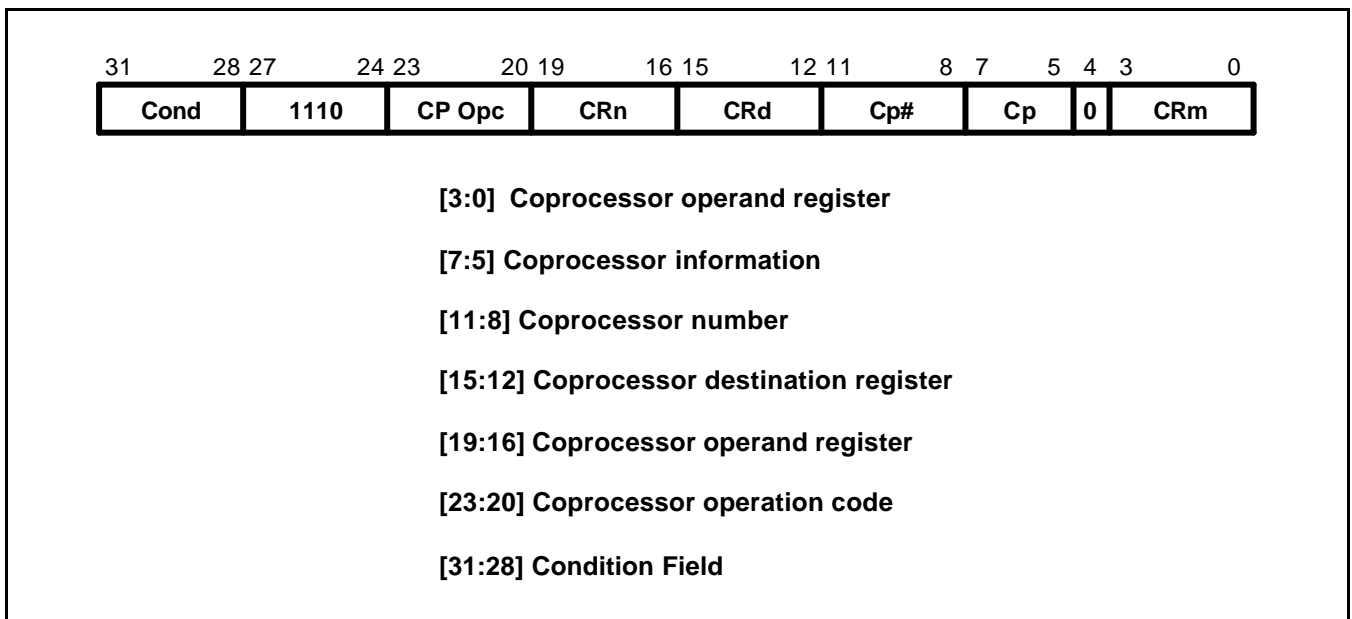 31 28 27 24 23 20 19 16 15 12 11 8 7 5 4 3 0
Cond 1110 CP Opc CRn CRd Cp# Cp 0 CRm
[3:0] Coprocessor operand register
[7:5] Coprocessor information
[11:8] Coprocessor number
[15:12] Coprocessor destination register
[19:16] Coprocessor operand register
[23:20] Coprocessor operation code
[31:28] Condition Field